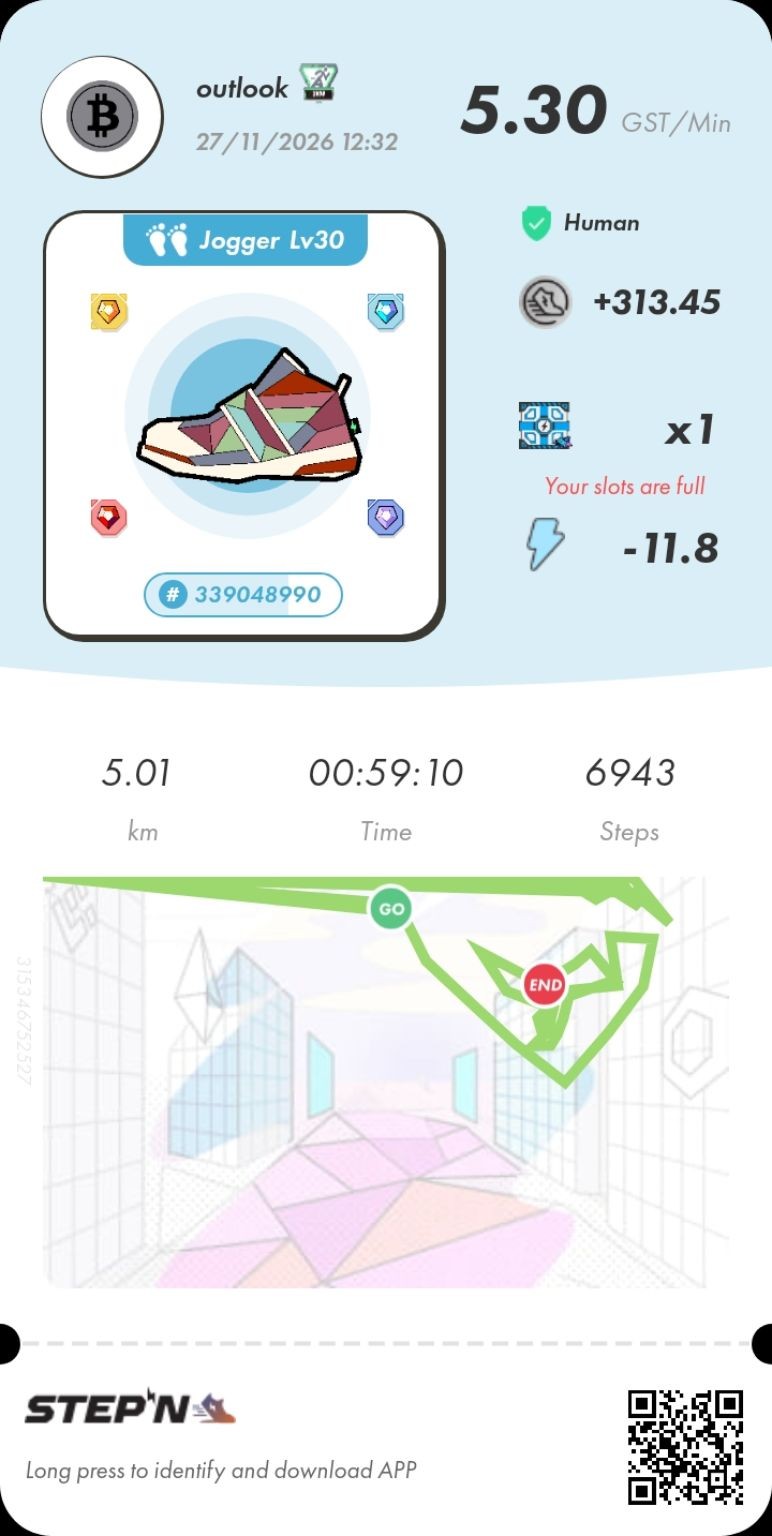 outlook
27/11/2026 12:32
5.30 GST/Min
Jogger Lv30
Human
+313.45
x1
Your slots are full
-11.8
# 339048990
5.01
km
00:59:10
Time
6943
Steps
GO
END
315346752527
STEP'N
Long press to identify and download APP